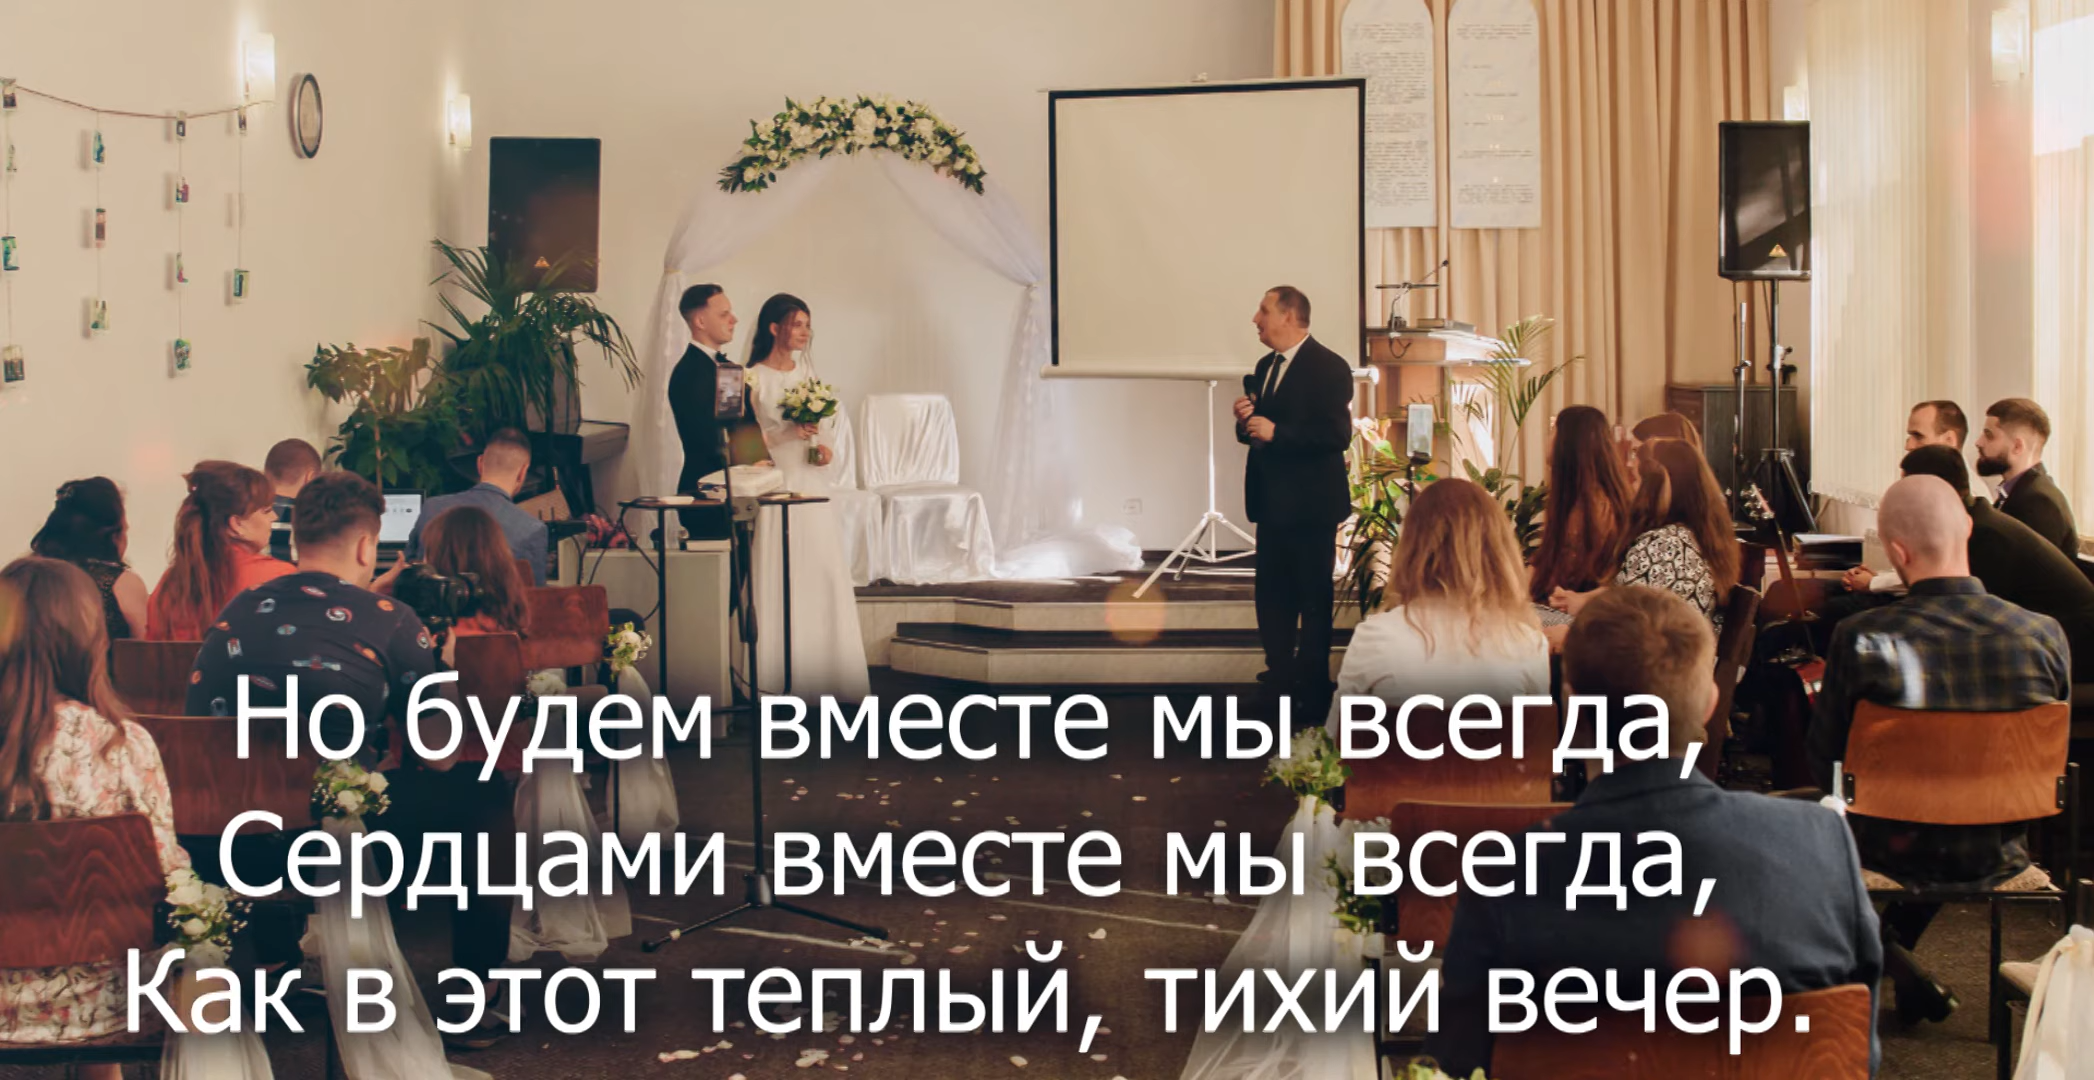 Но будем вместе мы всегда,
Сердцами вместе мы всегда,
Как в этот теплый, тихий вечер.